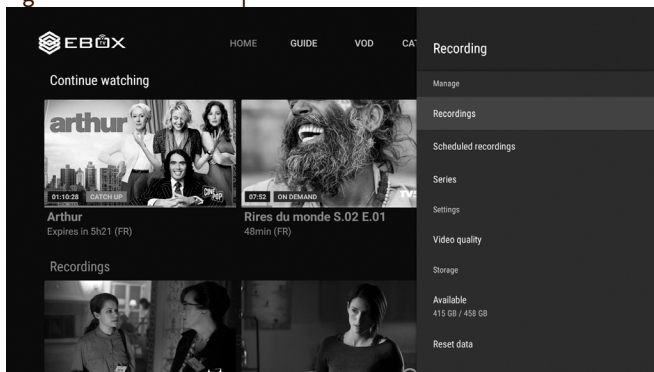 EBOX
HOME GUIDE VOD
Continue watching
arthur
01:10:28 CATCH UP
CINÉ POP
07:52 ON DEMAND
Arthur
Expires in 5h21 (FR)
Rires du monde S.02 E.01
48min (FR)
Recordings
Recording
Manage
Recordings
Scheduled recordings
Series
Settings
Video quality
Storage
Available
415 GB / 458 GB
Reset data